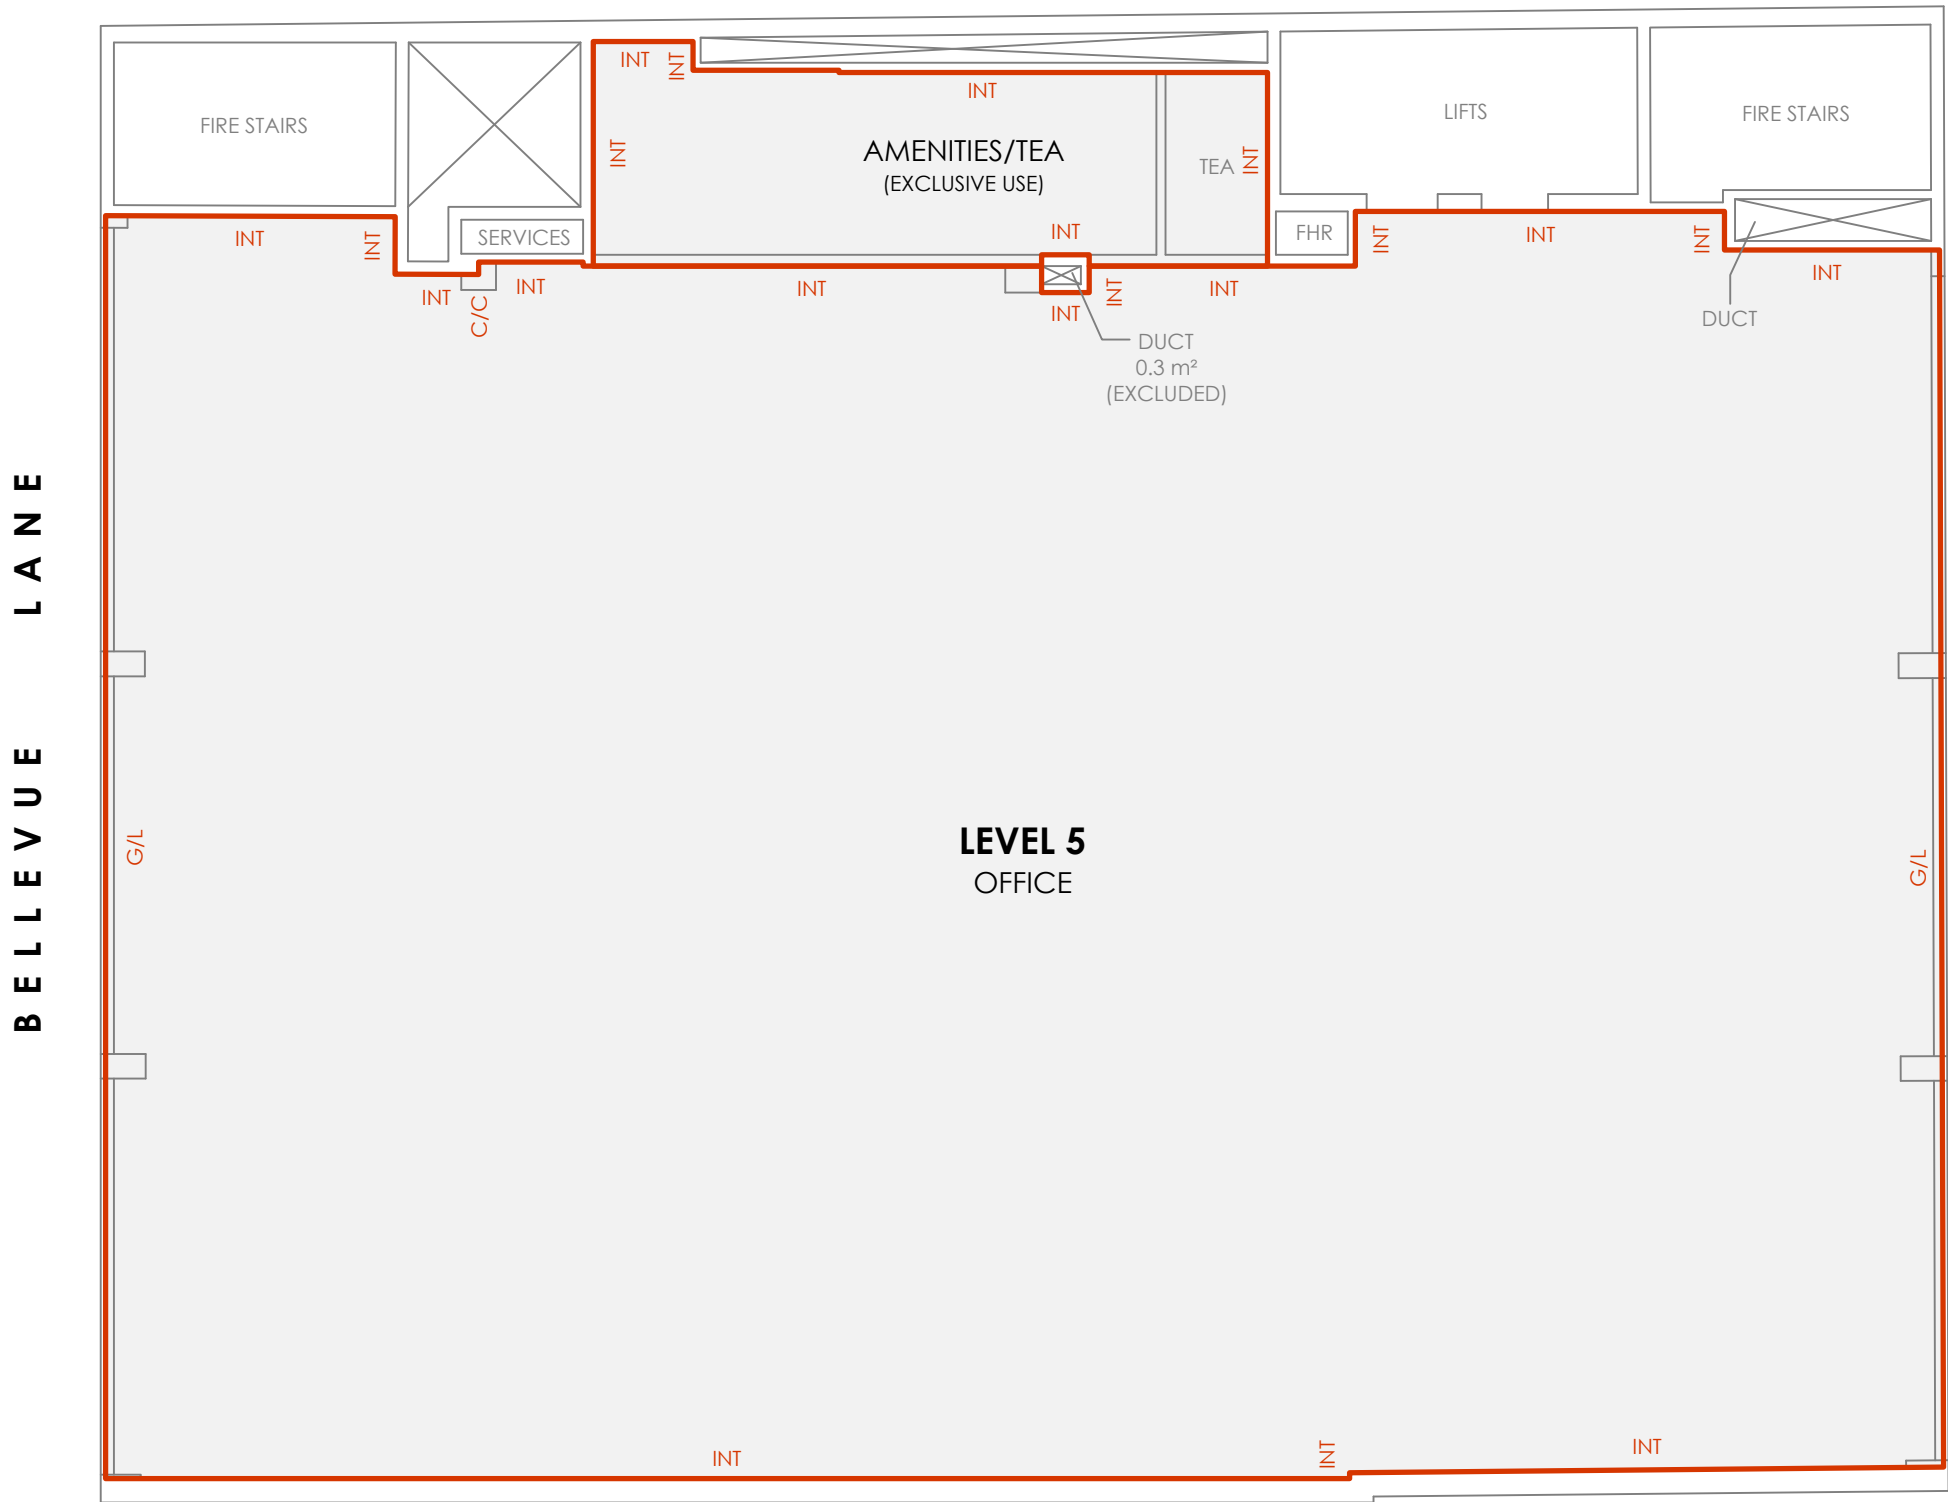 INT
INT
FIRE STAIRS
INT
LIFTS
FIRE STAIRS
INT
AMENITIES/TEA
(EXCLUSIVE USE)
TEA
INT
INT
INT
SERVICES
INT
FHR
INT
INT
INT
INT
INT
C/C
INT
INT
INT
INT
INT
INT
DUCT
DUCT
0.3 m²
(EXCLUDED)
BELLEVUE LANE
G/L
LEVEL 5
OFFICE
G/L
INT
INT
INT